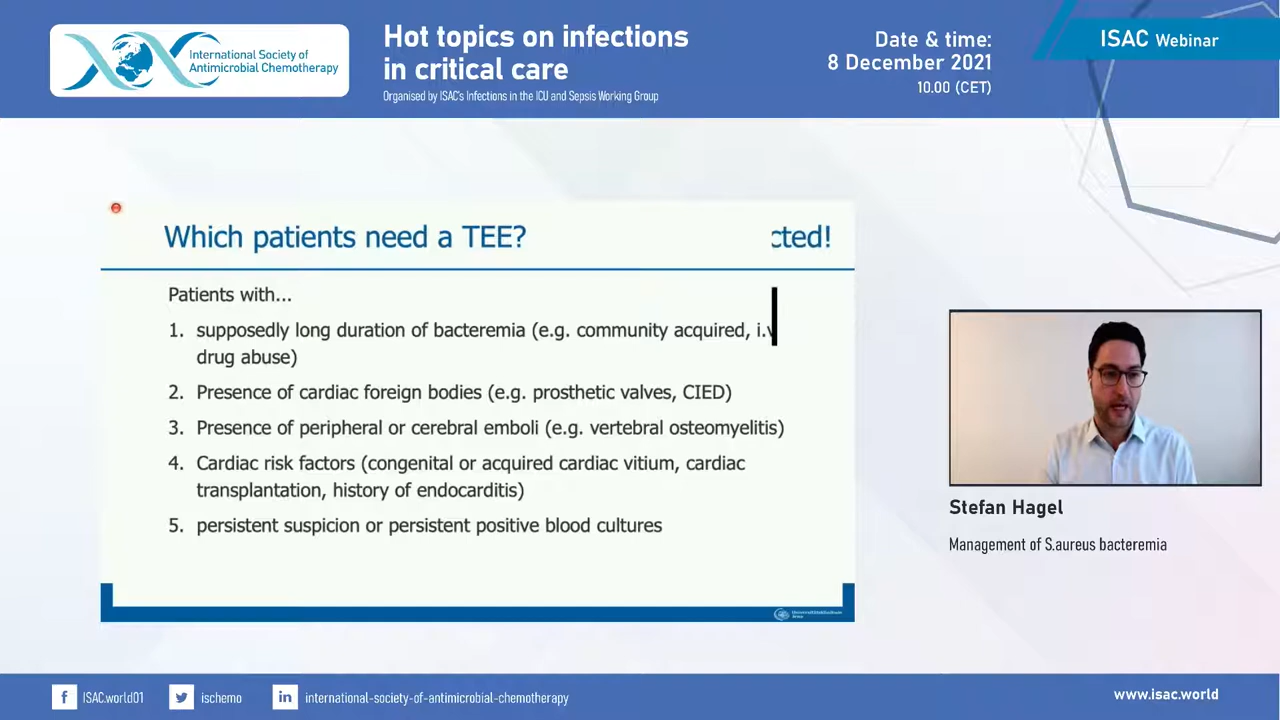 International Society of
Antimicrobial Chemotherapy
Hot topics on infections
in critical care
Organised by ISAC's Infections in the ICU and Sepsis Working Group
Date & time:
8 December 2021
10.00 (CET)
ISAC Webinar
Which patients need a TEE?
cted!
Patients with...
1. supposedly long duration of bacteremia (e.g. community acquired, i.v
drug abuse)
2. Presence of cardiac foreign bodies (e.g. prosthetic valves, CIED)
3. Presence of peripheral or cerebral emboli (e.g. vertebral osteomyelitis)
4. Cardiac risk factors (congenital or acquired cardiac vitium, cardiac
transplantation, history of endocarditis)
5. persistent suspicion or persistent positive blood cultures
Stefan Hagel
Management of S.aureus bacteremia
ISAC.world01
ischemo
international-society-of-antimicrobial-chemotherapy
www.isac.world